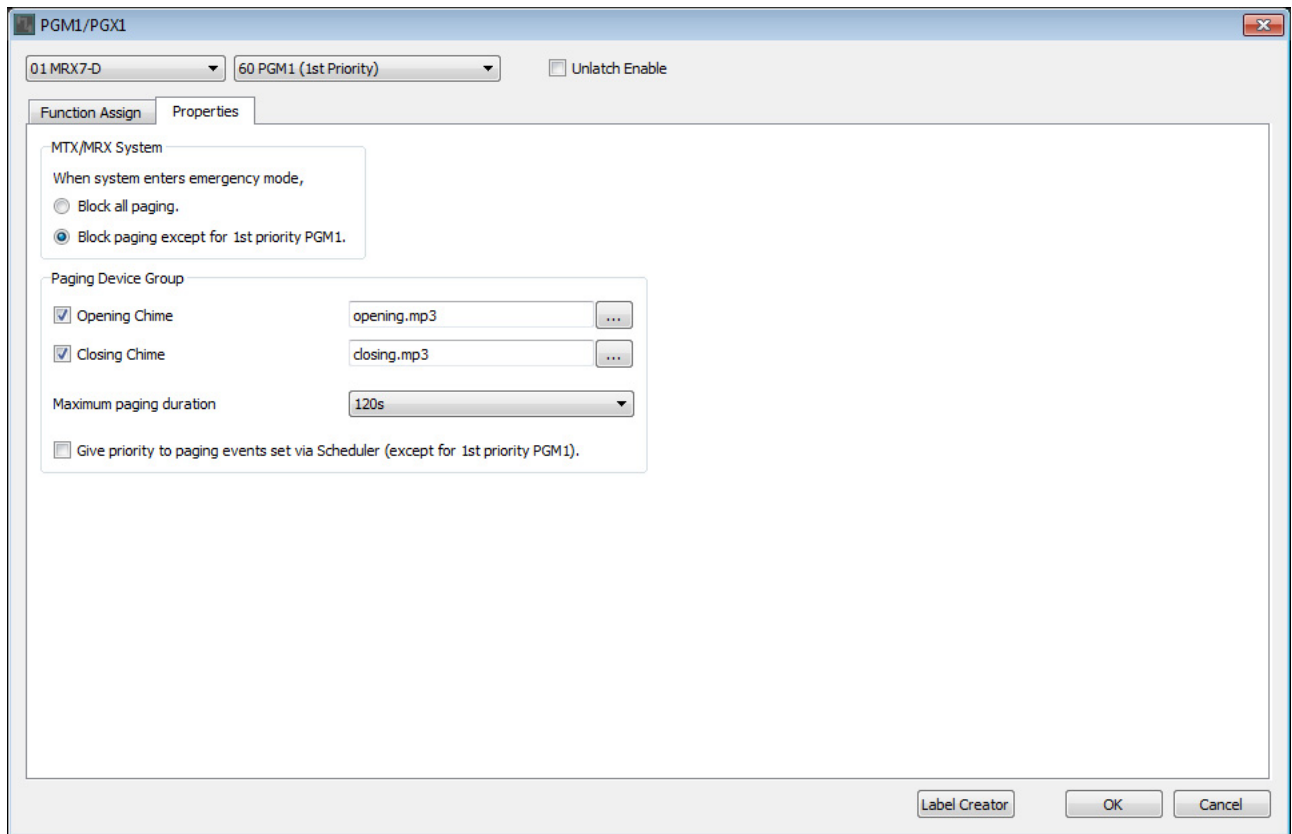 PGM1/PGX1
01 MRX7-D 60 PGM1 (1st Priority) Unlatch Enable
Function Assign Properties
MTX/MRX System
When system enters emergency mode,
Block all paging.
Block paging except for 1st priority PGM1.
Paging Device Group
Opening Chime opening.mp3 ...
Closing Chime closing.mp3 ...
Maximum paging duration 120s
Give priority to paging events set via Scheduler (except for 1st priority PGM1).
Label Creator OK Cancel